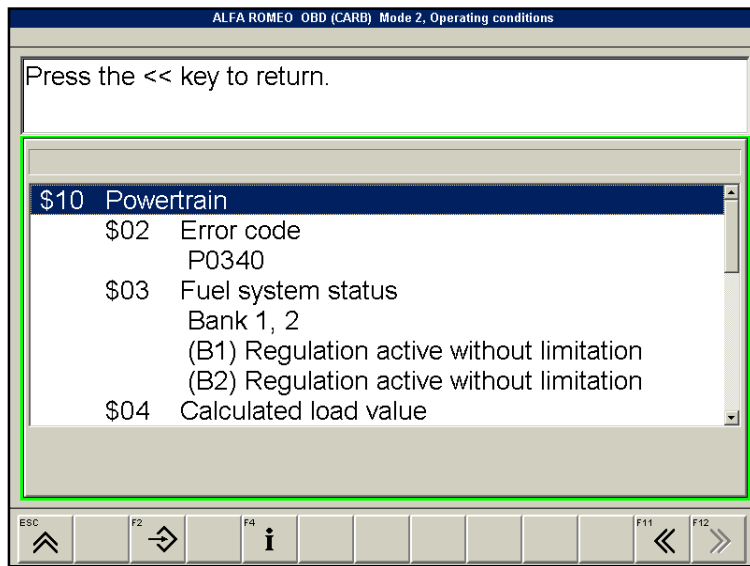 ALFA ROMEO OBD (CARB) Mode 2, Operating conditions
Press the << key to return.
$10 Powertrain
$02 Error code
P0340
$03 Fuel system status
Bank 1, 2
(B1) Regulation active without limitation
(B2) Regulation active without limitation
$04 Calculated load value
ESC F2 F4 i F11 << F12 >>